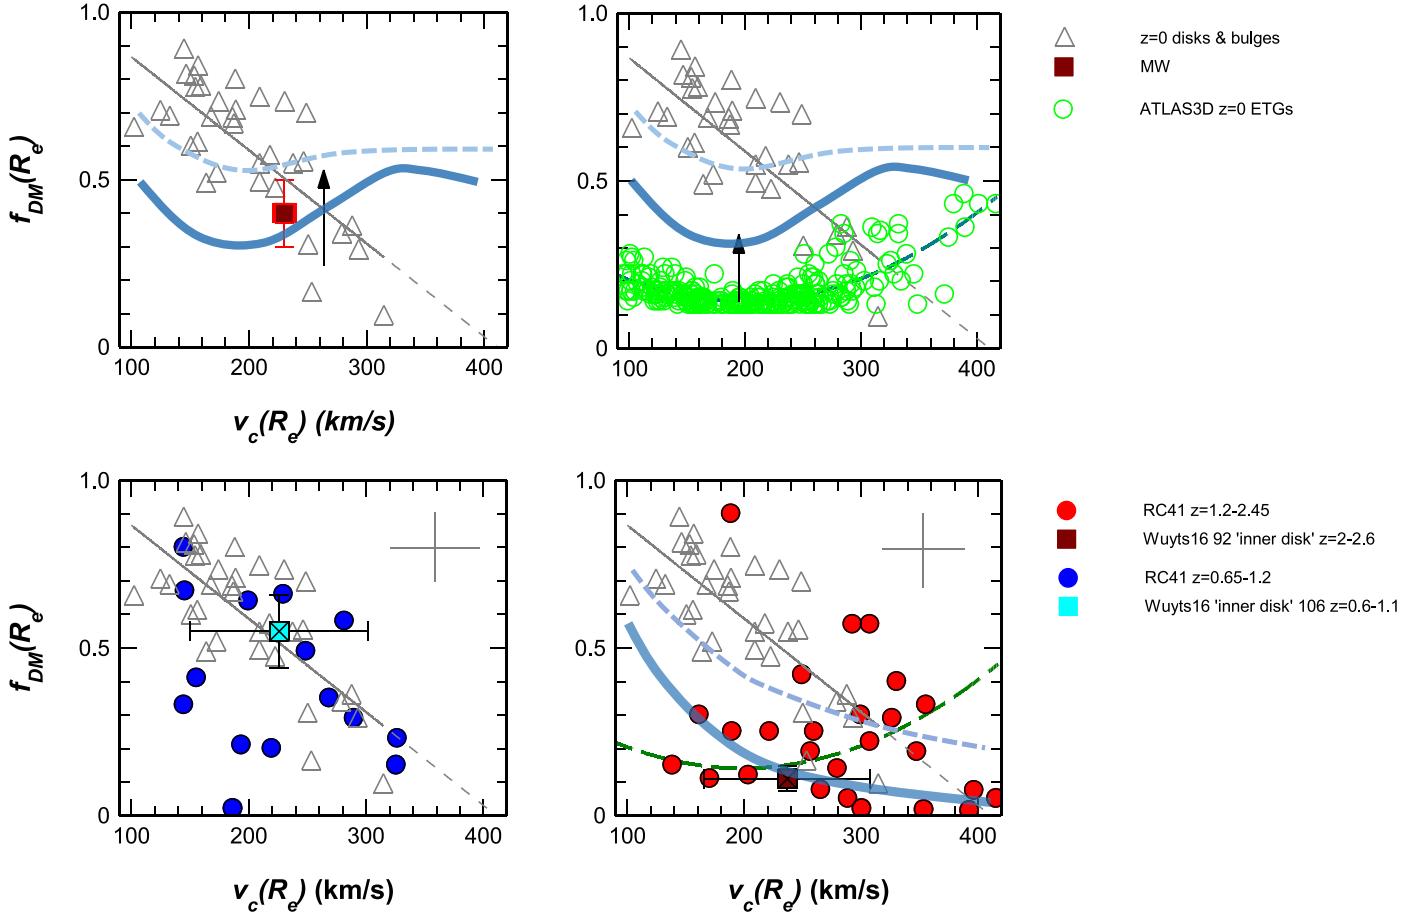 1.0
0.5
0
100
200
300
400
f_DM(R_e)
v_c(R_e) (km/s)
1.0
0.5
0
100
200
300
400
z=0 disks & bulges
MW
ATLAS3D z=0 ETGs
1.0
0.5
0
100
200
300
400
f_DM(R_e)
v_c(R_e) (km/s)
1.0
0.5
0
100
200
300
400
v_c(R_e) (km/s)
RC41 z=1.2-2.45
Wuyts16 92 'inner disk' z=2-2.6
RC41 z=0.65-1.2
Wuyts16 'inner disk' 106 z=0.6-1.1